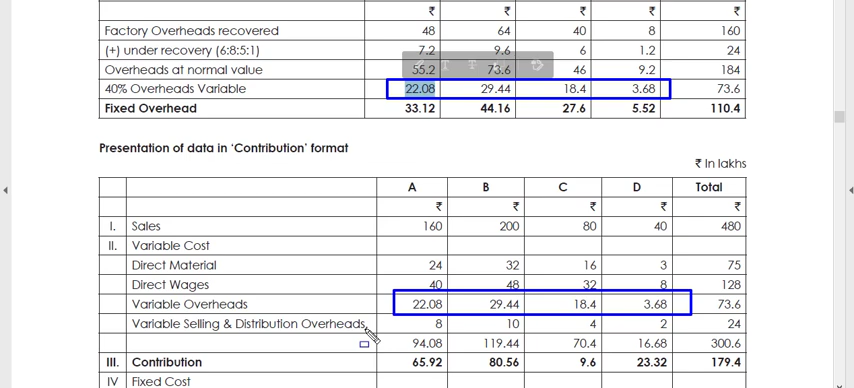 ₹ ₹ ₹ ₹ ₹
Factory Overheads recovered 48 64 40 8 160
(+) under recovery (6:8:5:1) 7.2 9.6 6 1.2 24
Overheads at normal value 55.2 73.6 46 9.2 184
40% Overheads Variable 22.08 29.44 18.4 3.68 73.6
Fixed Overhead 33.12 44.16 27.6 5.52 110.4
Presentation of data in ‘Contribution’ format
₹ In lakhs
A B C D Total
₹ ₹ ₹ ₹ ₹
I. Sales 160 200 80 40 480
II. Variable Cost
Direct Material 24 32 16 3 75
Direct Wages 40 48 32 8 128
Variable Overheads 22.08 29.44 18.4 3.68 73.6
Variable Selling & Distribution Overheads 8 10 4 2 24
94.08 119.44 70.4 16.68 300.6
III. Contribution 65.92 80.56 9.6 23.32 179.4
IV Fixed Cost